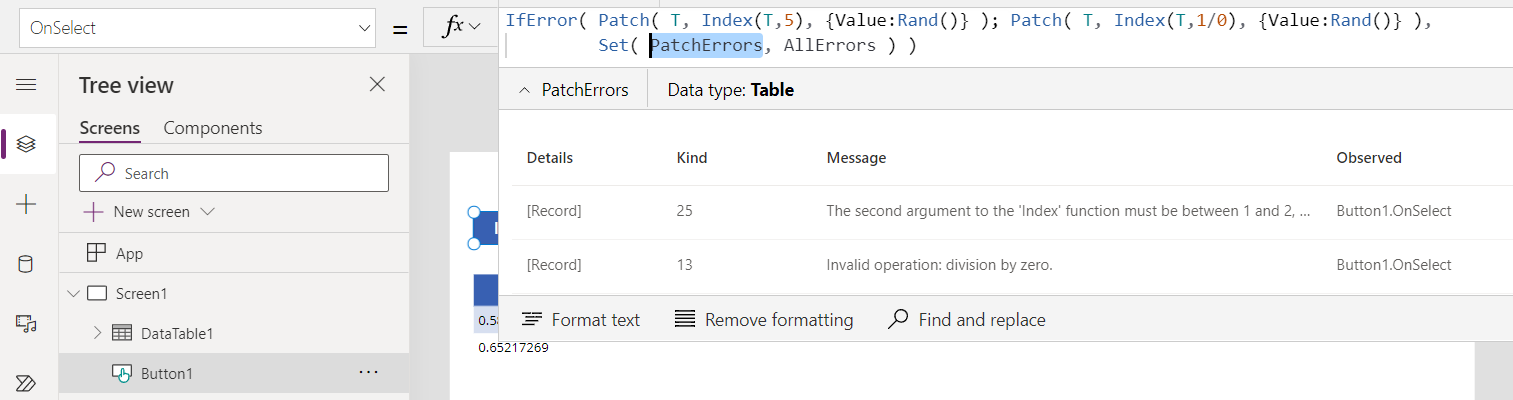 OnSelect
=
fx
IfError( Patch( T, Index(T,5), {Value:Rand()} ); Patch( T, Index(T,1/0), {Value:Rand()} ),
Set( PatchErrors, AllErrors ) )
PatchErrors
Data type: Table
Details Kind Message Observed
[Record] 25 The second argument to the 'Index' function must be between 1 and 2, ... Button1.OnSelect
[Record] 13 Invalid operation: division by zero. Button1.OnSelect
Format text
Remove formatting
Find and replace
Tree view
Screens Components
Search
New screen
App
Screen1
DataTable1
Button1
0.65217269